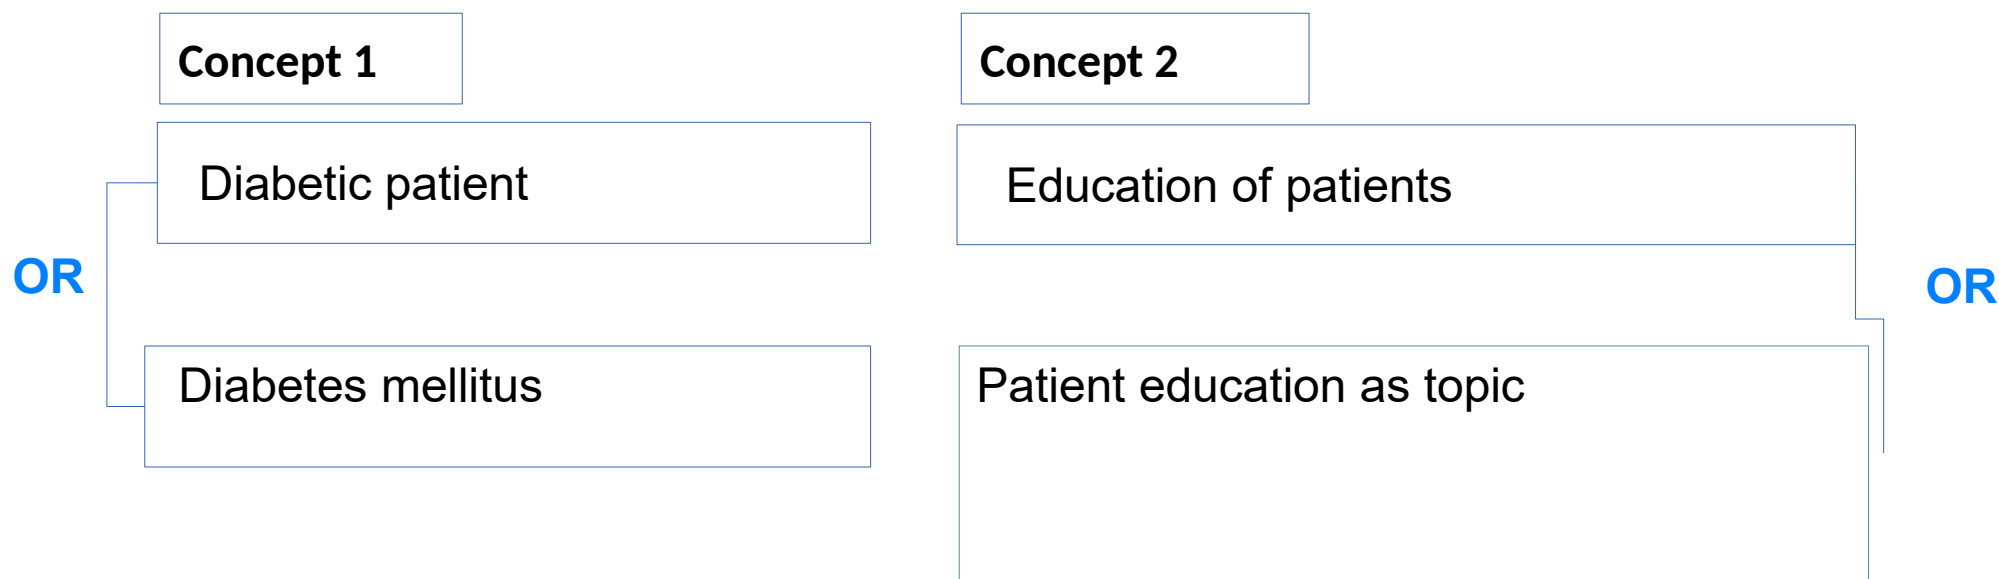 Concept 1
Concept 2
Diabetic patient
Education of patients
OR
OR
Diabetes mellitus
Patient education as topic